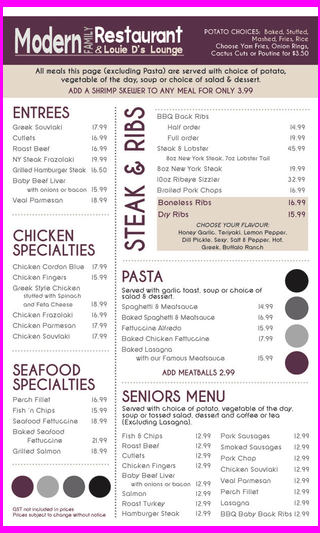 Modern FAMILY Restaurant
& Louie D's Lounge
POTATO CHOICES: Baked, Stuffed,
Mashed, Fries, Rice
Choose Yam Fries, Onion Rings,
Cactus Cuts or Poutine for $3.50
All meals this page (excluding Pasta) are served with choice of potato,
vegetable of the day, soup or choice of salad & dessert.
ADD A SHRIMP SKEWER TO ANY MEAL FOR ONLY 3.99
ENTREES
Greek Souvlaki 17.99
Cutlets 16.99
Roast Beef 16.99
NY Steak Frazolaki 19.99
Grilled Hamburger Steak 16.50
Baby Beef Liver
with onions or bacon 15.99
Veal Parmesan 18.99
CHICKEN
SPECIALTIES
Chicken Cordon Blue 17.99
Chicken Fingers 15.99
Greek Style Chicken
stuffed with Spinach
and Feta Cheese 18.99
Chicken Frazolaki 16.99
Chicken Parmesan 17.99
Chicken Souvlaki 17.99
SEAFOOD
SPECIALTIES
Perch Fillet 16.99
Fish 'n Chips 15.99
Seafood Fettuccine 18.99
Baked Seafood
Fettuccine 21.99
Grilled Salmon 18.99
GST not included in prices
Prices subject to change without notice
STEAK & RIBS
BBQ Back Ribs
Half order 14.99
Full order 19.99
Steak & Lobster 45.99
8oz New York Steak, 7oz Lobster Tail
8oz New York Steak 19.99
10oz Ribeye Sizzler 32.99
Broiled Pork Chops 16.99
Boneless Ribs 16.99
Dry Ribs 15.99
CHOOSE YOUR FLAVOUR:
Honey Garlic, Teriyaki, Lemon Pepper,
Dill Pickle, Sexy, Salt & Pepper, Hot,
Greek, Buffalo Ranch
PASTA
Served with garlic toast, soup or choice of
salad & dessert.
Spaghetti & Meatsauce 14.99
Baked Spaghetti & Meatsauce 16.99
Fettuccine Alfredo 15.99
Baked Chicken Fettuccine 17.99
Baked Lasagna
with our Famous Meatsauce 15.99
ADD MEATBALLS 2.99
SENIORS MENU
Served with choice of potato, vegetable of the day,
soup or tossed salad, dessert and coffee or tea
(Excluding Lasagna).
Fish & Chips 12.99
Roast Beef 12.99
Cutlets 12.99
Chicken Fingers 12.99
Baby Beef Liver
with onions or bacon 12.99
Salmon 12.99
Roast Turkey 12.99
Hamburger Steak 12.99
Pork Sausages 12.99
Smoked Sausages 12.99
Pork Chop 12.99
Chicken Souvlaki 12.99
Veal Parmesan 12.99
Perch Fillet 12.99
Lasagna 12.99
BBQ Baby Back Ribs 12.99